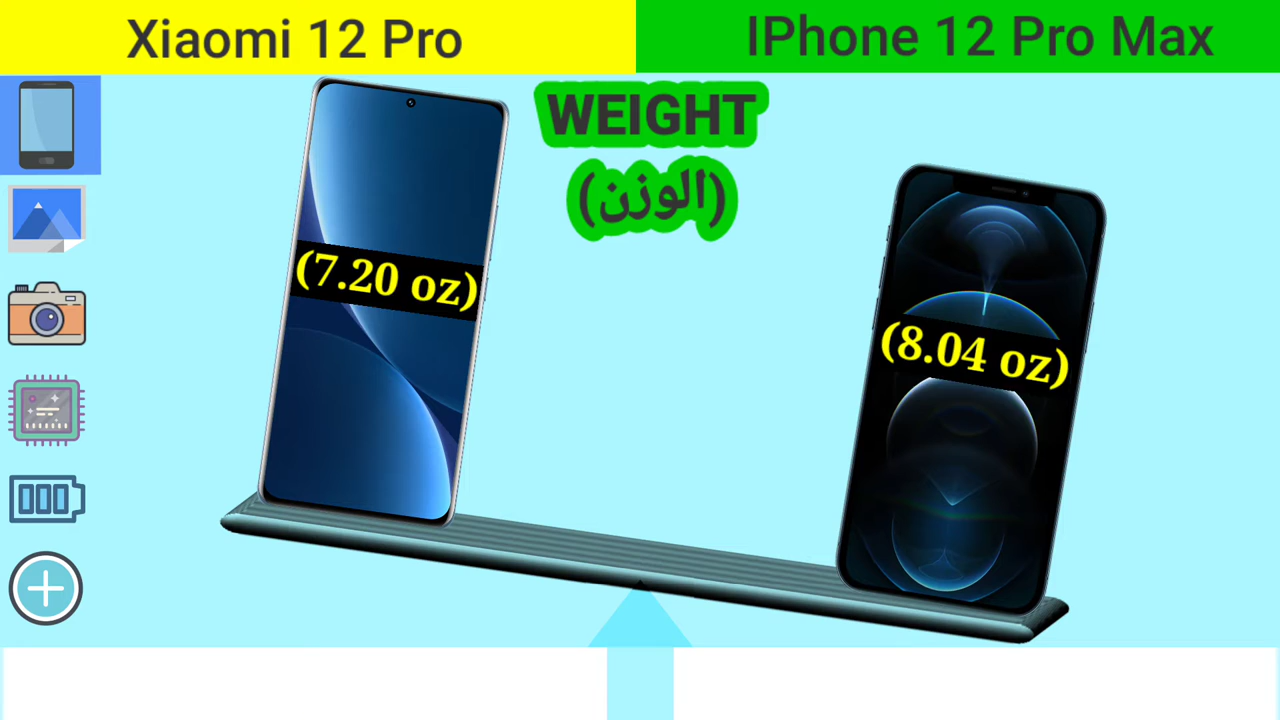 Xiaomi 12 Pro
IPhone 12 Pro Max
WEIGHT
(الوزن)
(7.20 oz)
(8.04 oz)